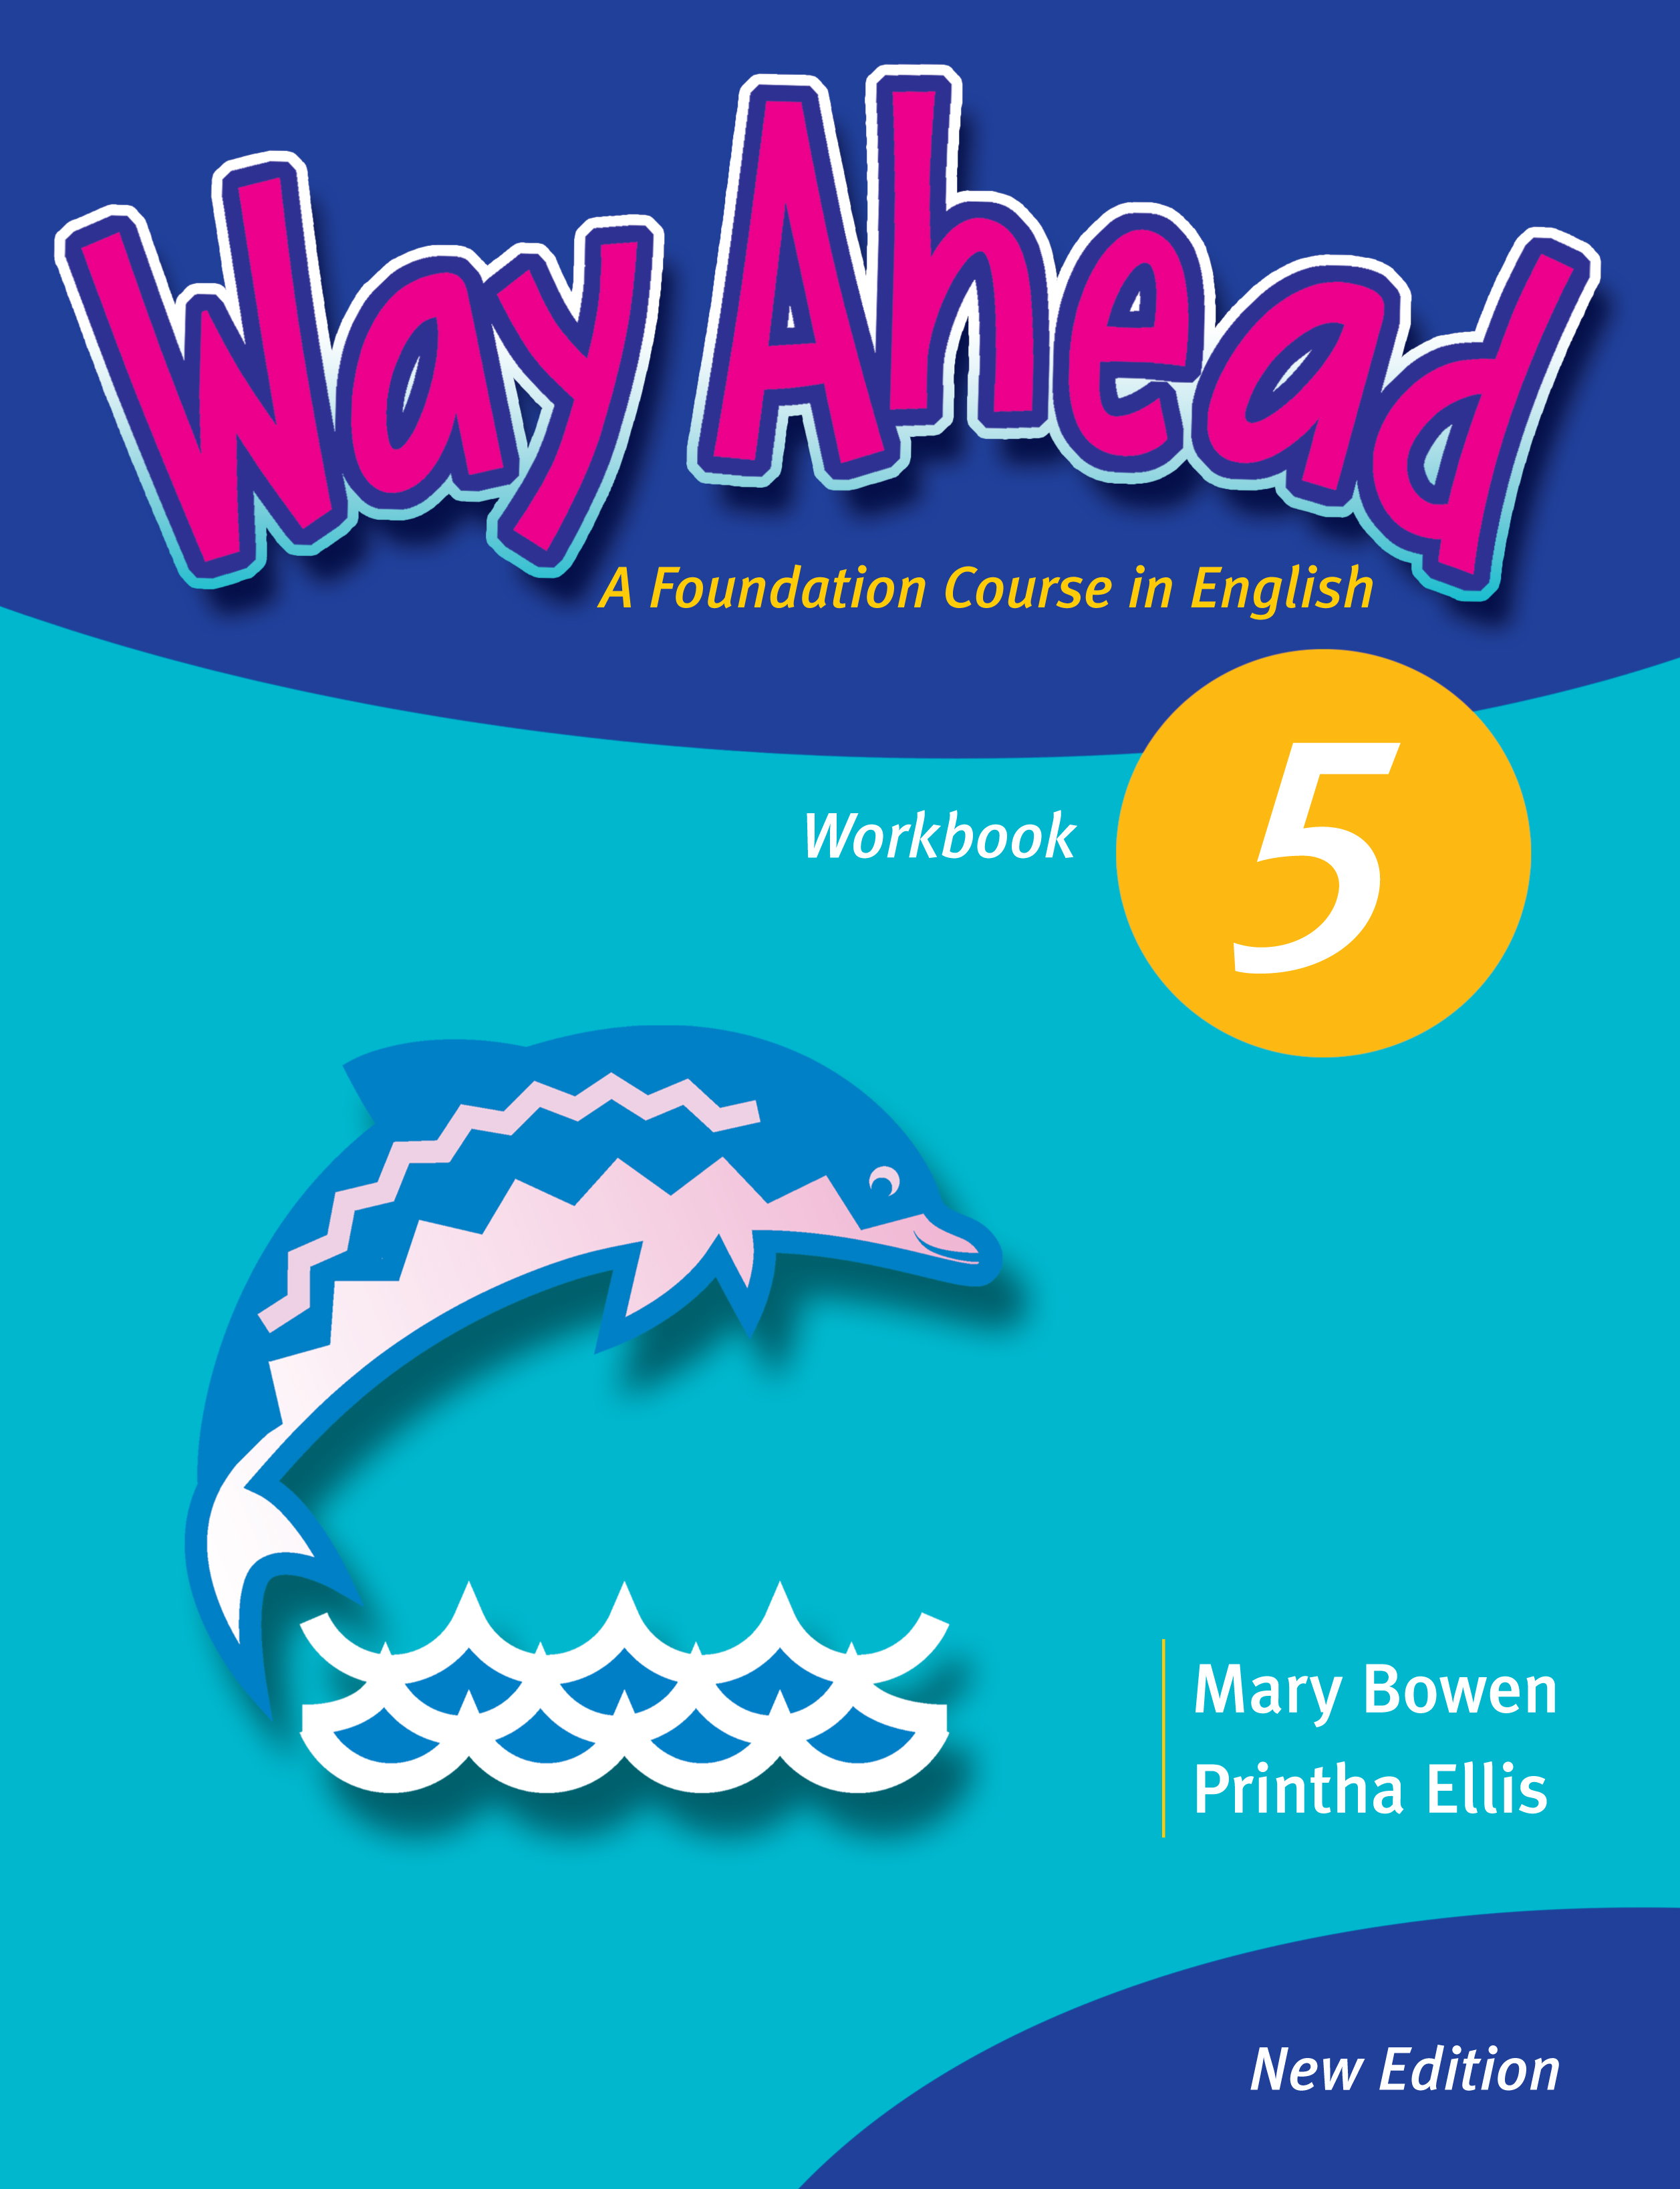 Way Ahead
A Foundation Course in English
Workbook
5
Mary Bowen
Printha Ellis
New Edition